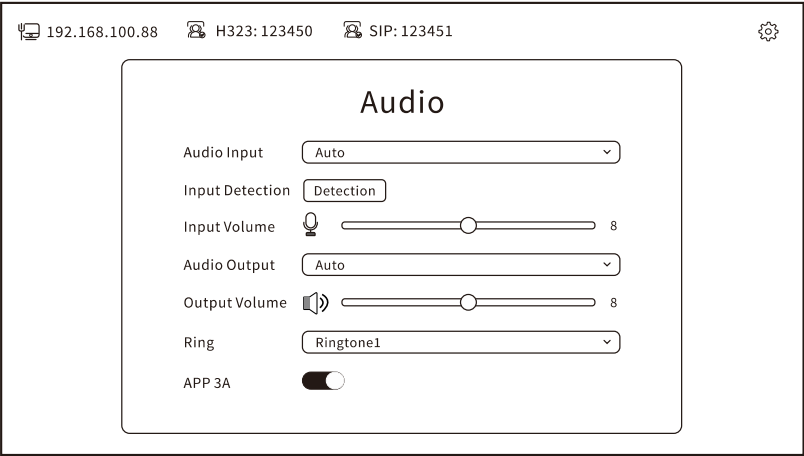 192.168.100.88 H323: 123450 SIP: 123451
Audio
Audio Input Auto
Input Detection Detection
Input Volume 8
Audio Output Auto
Output Volume 8
Ring Ringtone1
APP 3A